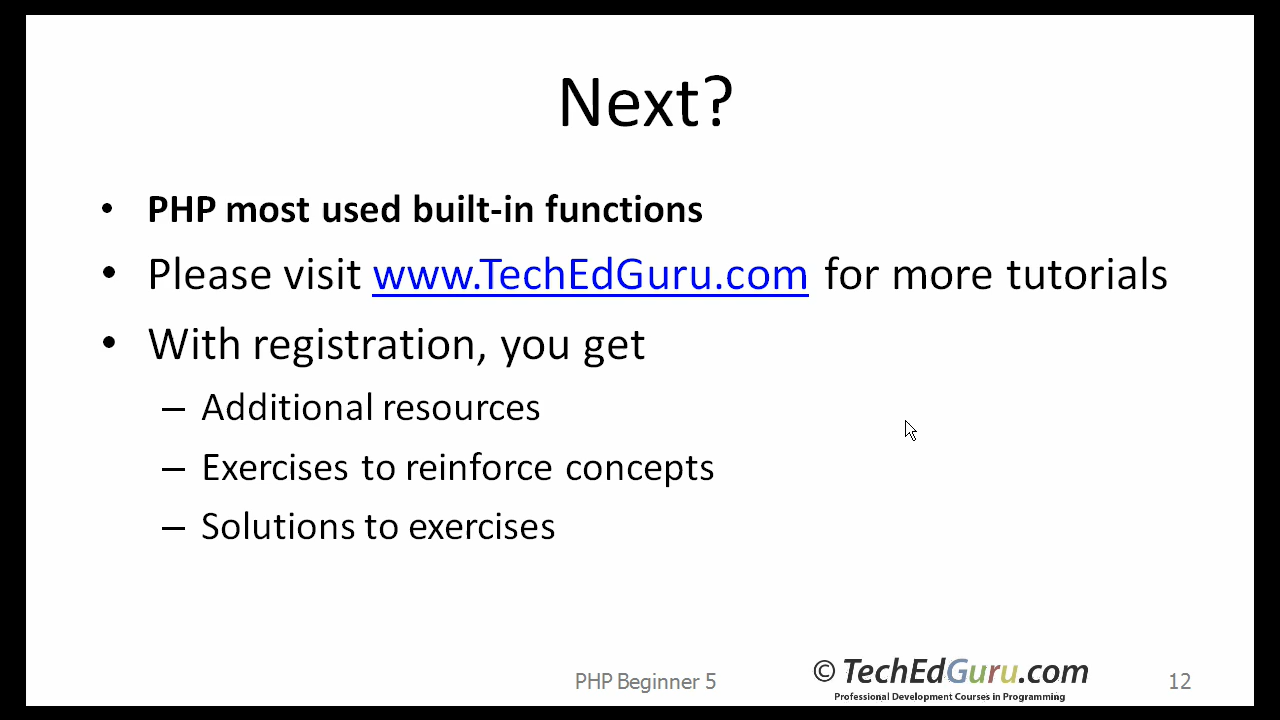 Next?
• PHP most used built-in functions
• Please visit www.TechEdGuru.com for more tutorials
• With registration, you get
– Additional resources
– Exercises to reinforce concepts
– Solutions to exercises
PHP Beginner 5
© TechEdGuru.com
Professional Development Courses in Programming
12